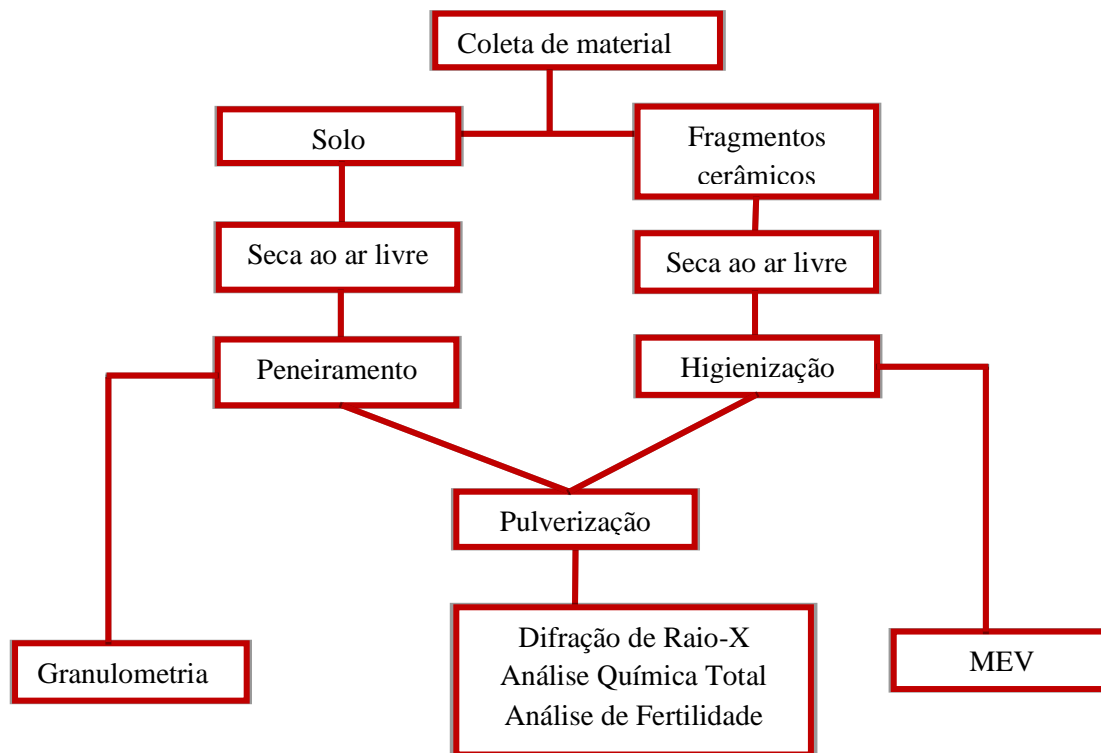 Coleta de material
Solo
Fragmentos
cerâmicos
Seca ao ar livre
Seca ao ar livre
Peneiramento
Higienização
Pulverização
Granulometria
Difração de Raio-X
Análise Química Total
Análise de Fertilidade
MEV